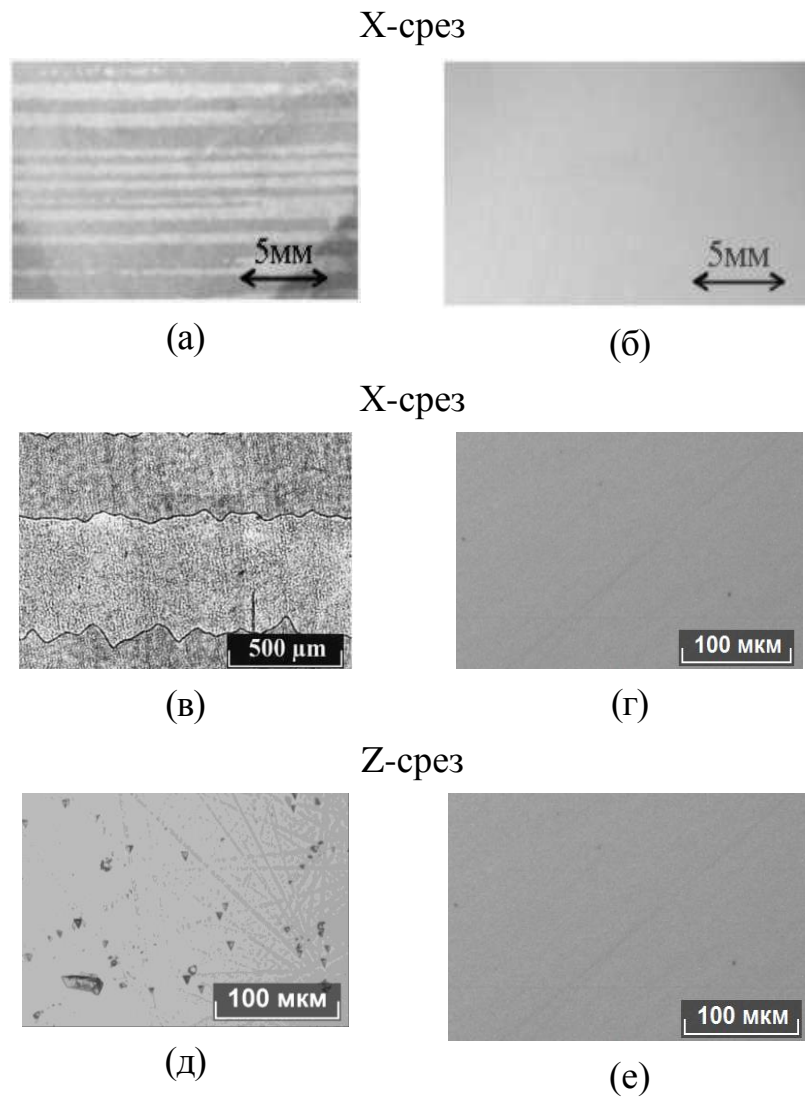 X-срез
5мм
5мм
(а)
(б)
X-срез
500 µm
100 мкм
(в)
(г)
Z-срез
100 мкм
100 мкм
(д)
(е)